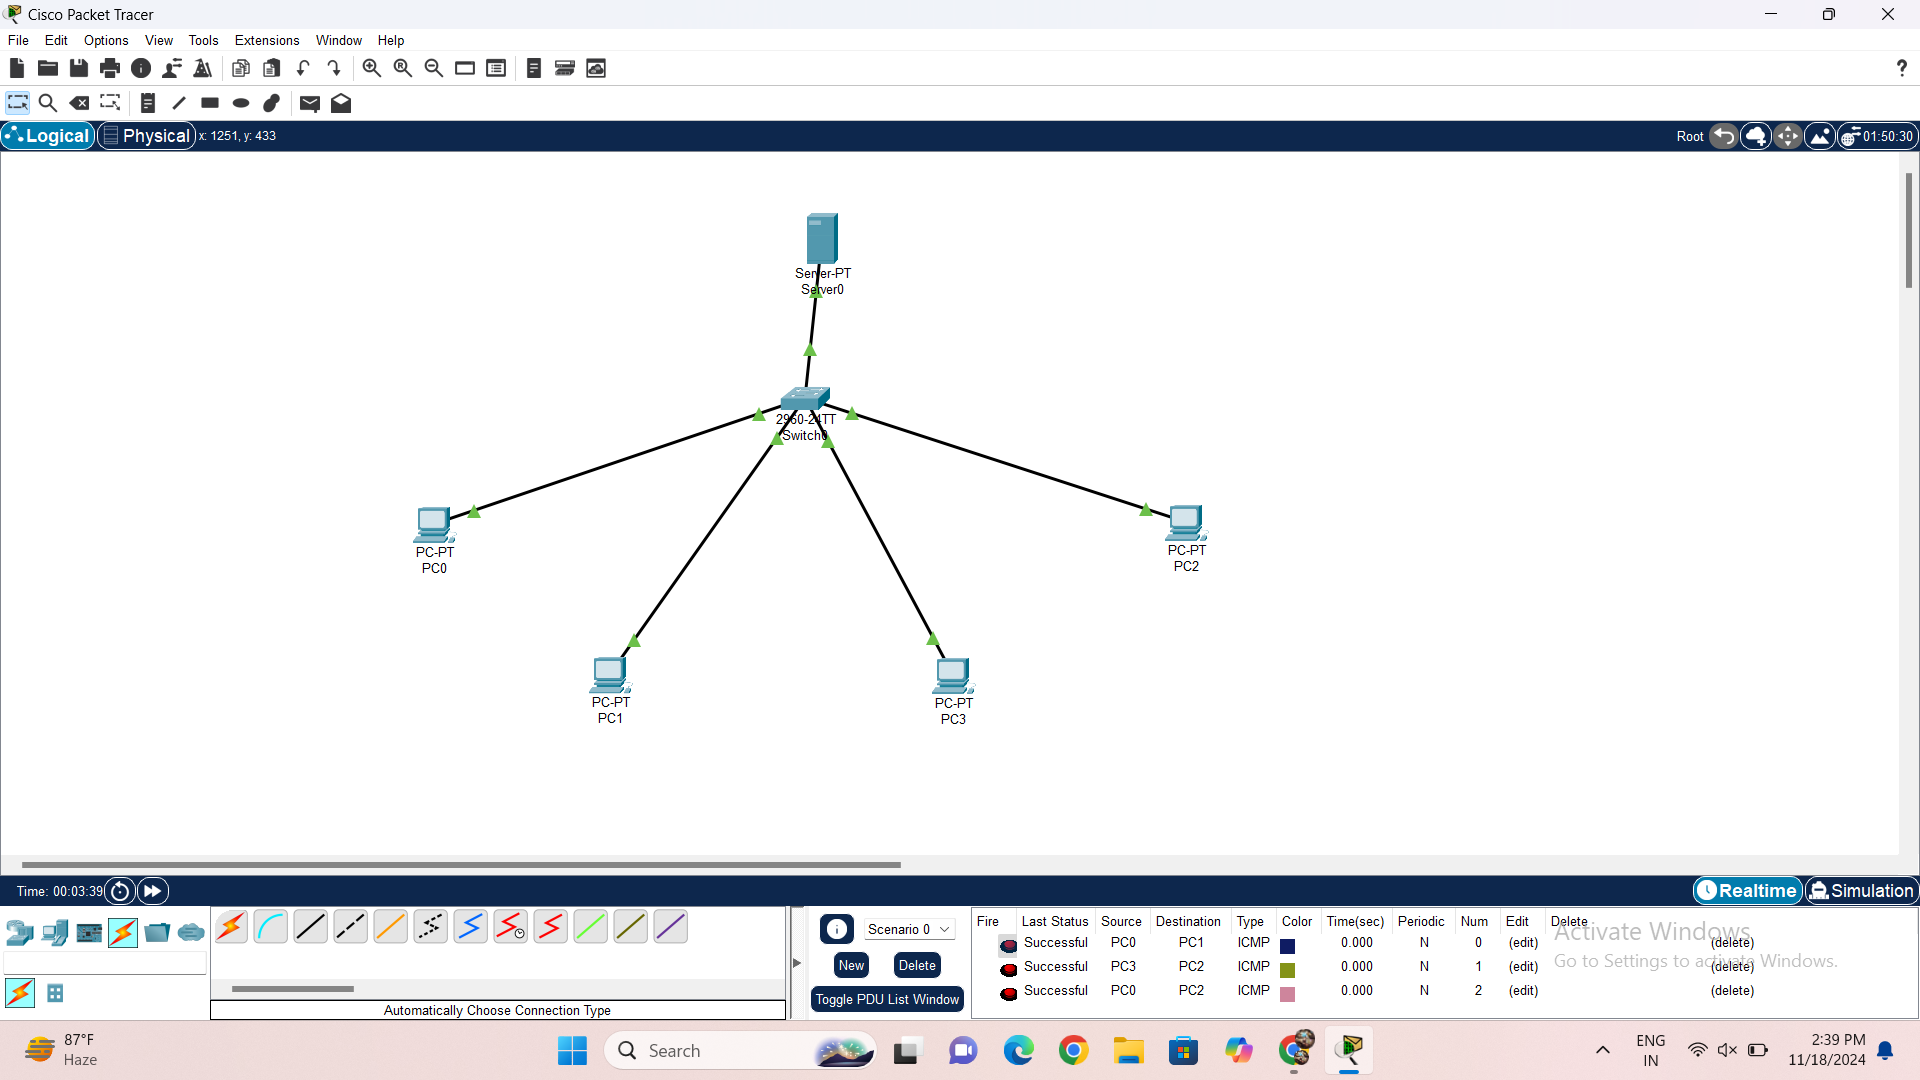 Cisco Packet Tracer
File Edit Options View Tools Extensions Window Help
?
Logical Physical x: 1251, y: 433 Root 01:50:30
Server-PT
Server0
2960-24TT
Switch0
PC-PT
PC0
PC-PT
PC2
PC-PT
PC1
PC-PT
PC3
Time: 00:03:39 Realtime Simulation
Scenario 0
New Delete
Toggle PDU List Window
Automatically Choose Connection Type
Fire Last Status Source Destination Type Color Time(sec) Periodic Num Edit Delete
Successful PC0 PC1 ICMP 0.000 N 0 (edit) (delete)
Successful PC3 PC2 ICMP 0.000 N 1 (edit) (delete)
Successful PC0 PC2 ICMP 0.000 N 2 (edit) (delete)
Activate Windows
Go to Settings to activate Windows.
87°F
Haze
Search
ENG
IN
2:39 PM
11/18/2024